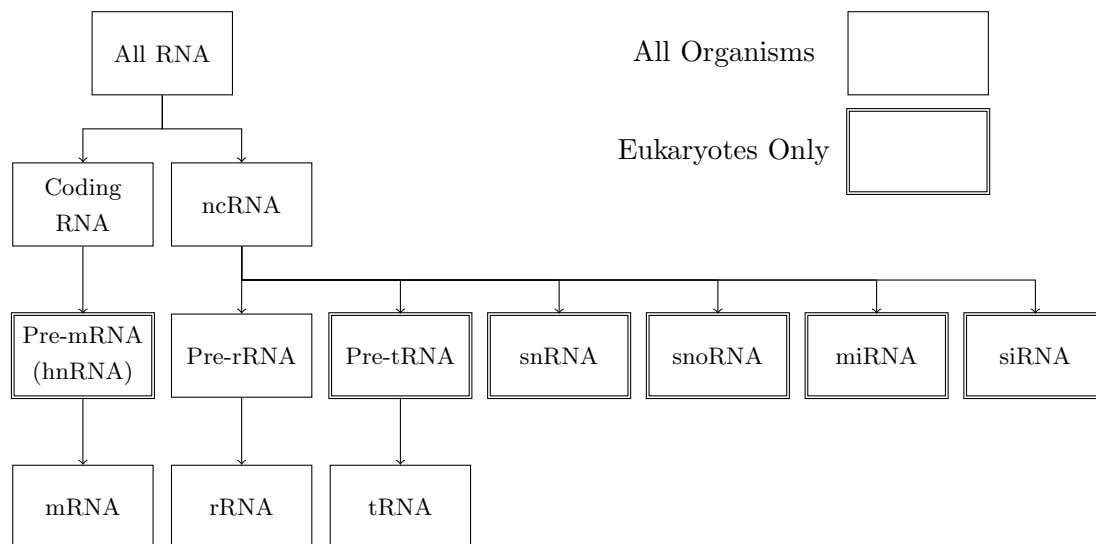 All RNA
All Organisms
Eukaryotes Only
Coding
RNA
ncRNA
Pre-mRNA
(hnRNA)
Pre-rRNA
Pre-tRNA
snRNA
snoRNA
miRNA
siRNA
mRNA
rRNA
tRNA